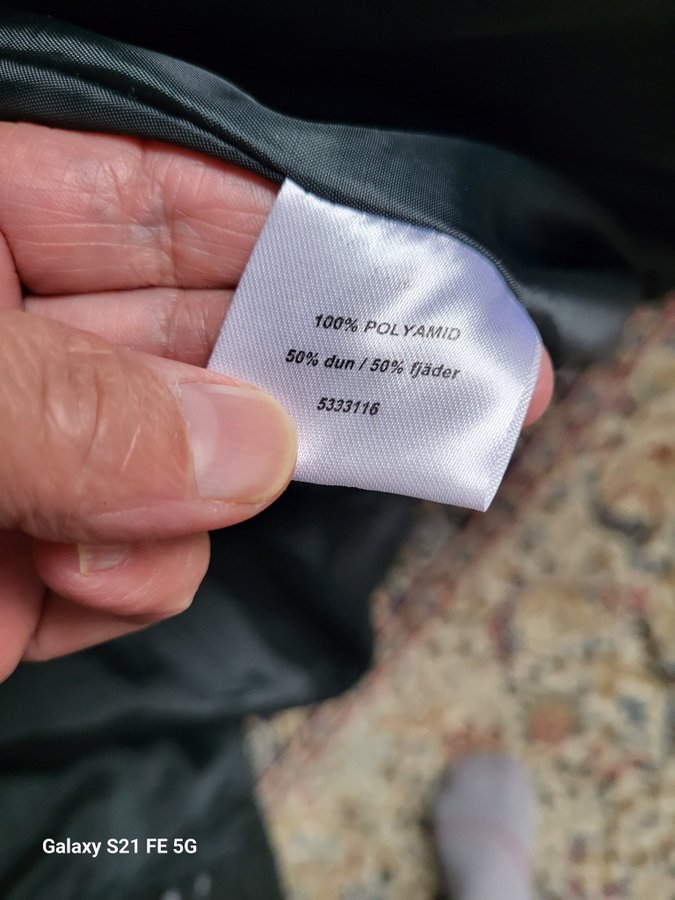 100% POLYAMID
50% dun / 50% fjäder
5333116
Galaxy S21 FE 5G